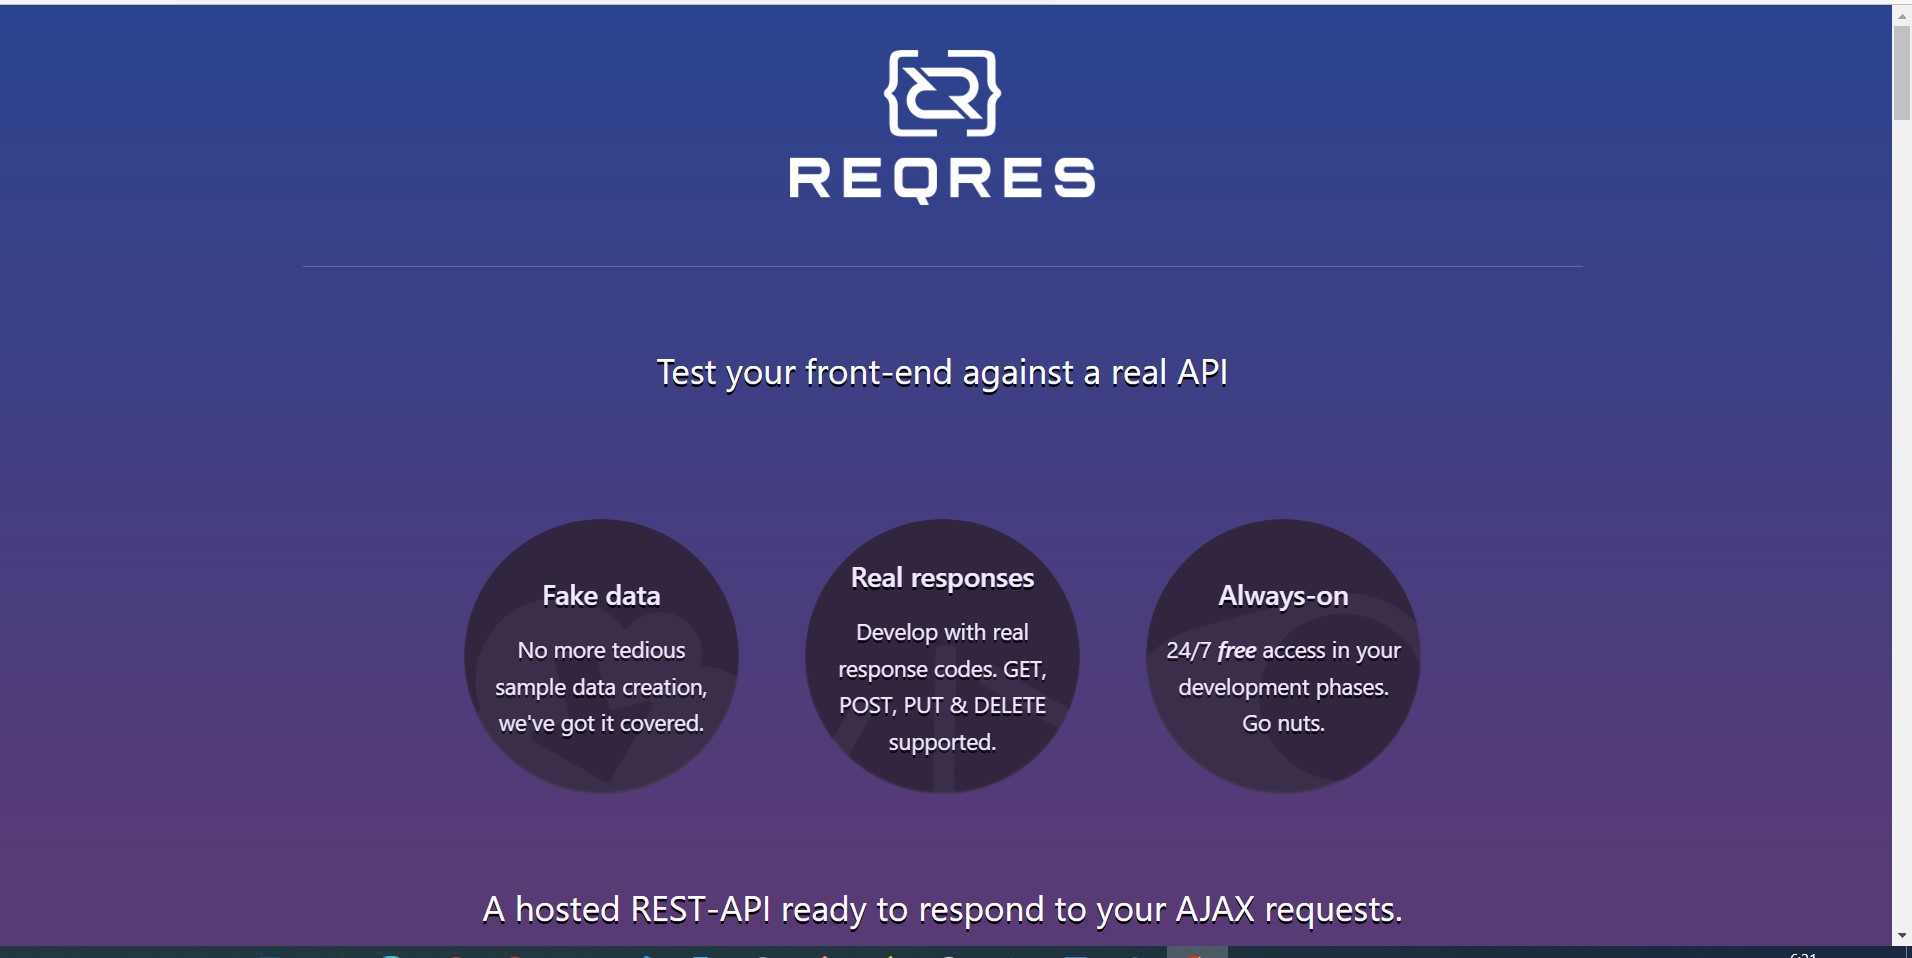 REQRES
Test your front-end against a real API
Fake data
No more tedious
sample data creation,
we've got it covered.
Real responses
Develop with real
response codes. GET,
POST, PUT & DELETE
supported.
Always-on
24/7 free access in your
development phases.
Go nuts.
A hosted REST-API ready to respond to your AJAX requests.